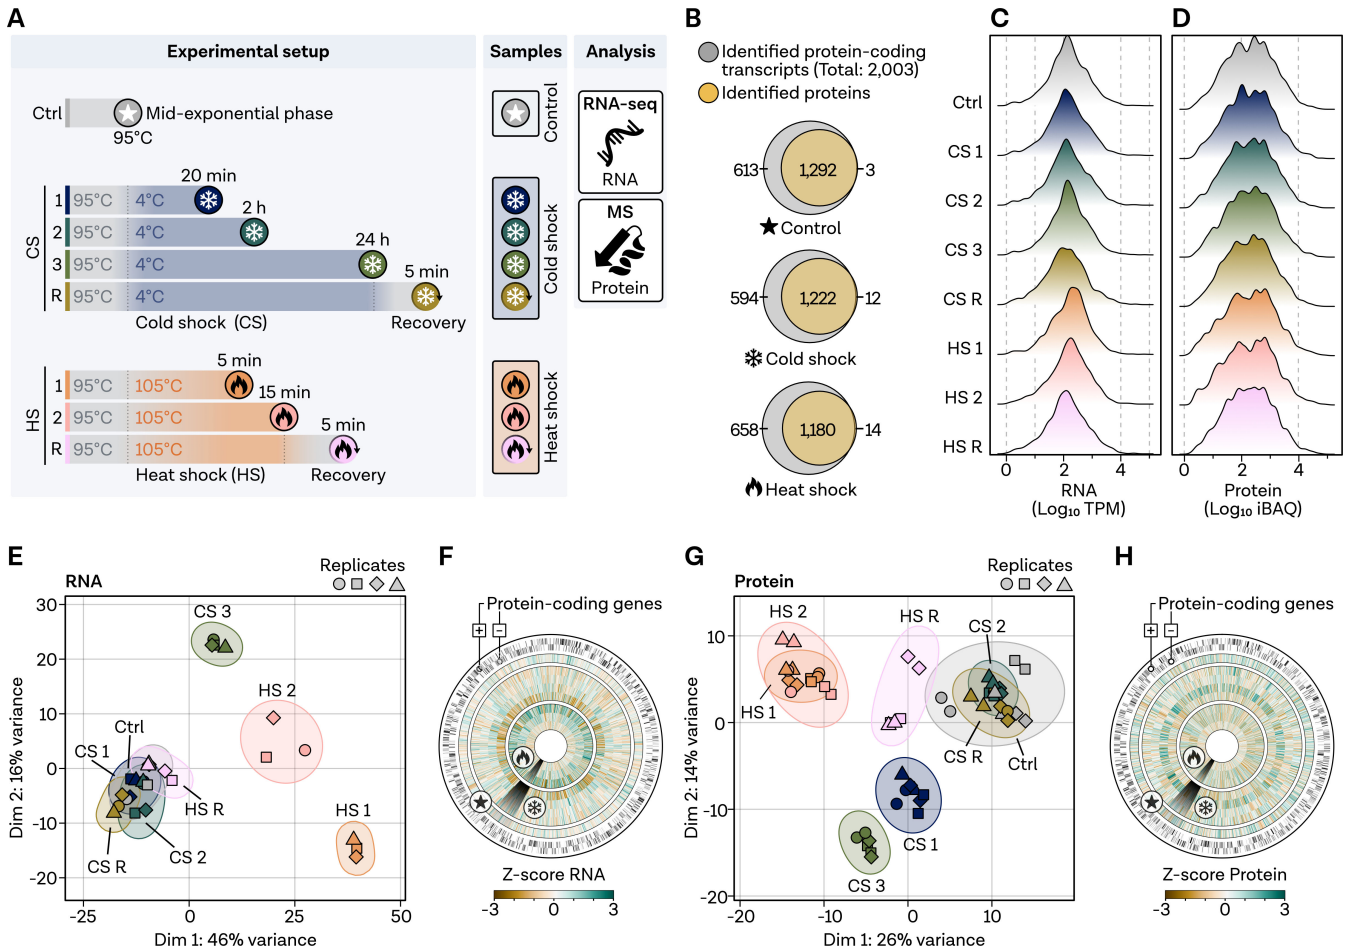 A
Experimental setup
Samples
Analysis
Ctrl
Mid-exponential phase
95°C
CS
20 min
1 95°C 4°C
2 h
2 95°C 4°C
24 h
3 95°C 4°C
5 min
R 95°C 4°C
Cold shock (CS)
Recovery
HS
5 min
1 95°C 105°C
15 min
2 95°C 105°C
5 min
R 95°C 105°C
Heat shock (HS)
Recovery
Control
Cold shock
Heat shock
RNA-seq
RNA
MS
Protein
B
Identified protein-coding
transcripts (Total: 2,003)
Identified proteins
613 1,292 3
Control
594 1,222 12
Cold shock
658 1,180 14
Heat shock
C
Ctrl
CS 1
CS 2
CS 3
CS R
HS 1
HS 2
HS R
0 2 4
RNA
(Log₁₀ TPM)
D
0 2 4
Protein
(Log₁₀ iBAQ)
E
RNA
Replicates
Dim 2: 16% variance
30
20
10
0
-10
-20
CS 3
HS 2
Ctrl
CS 1
HS R
HS 1
CS 2
CS R
-25 0 25 50
Dim 1: 46% variance
F
Protein-coding genes
+ −
Z-score RNA
-3 0 3
G
Protein
Replicates
Dim 2: 14% variance
10
0
-10
-20
HS 2
HS R
CS 2
HS 1
CS R
Ctrl
CS 1
CS 3
-20 -10 0 10
Dim 1: 26% variance
H
Protein-coding genes
+ −
Z-score Protein
-3 0 3